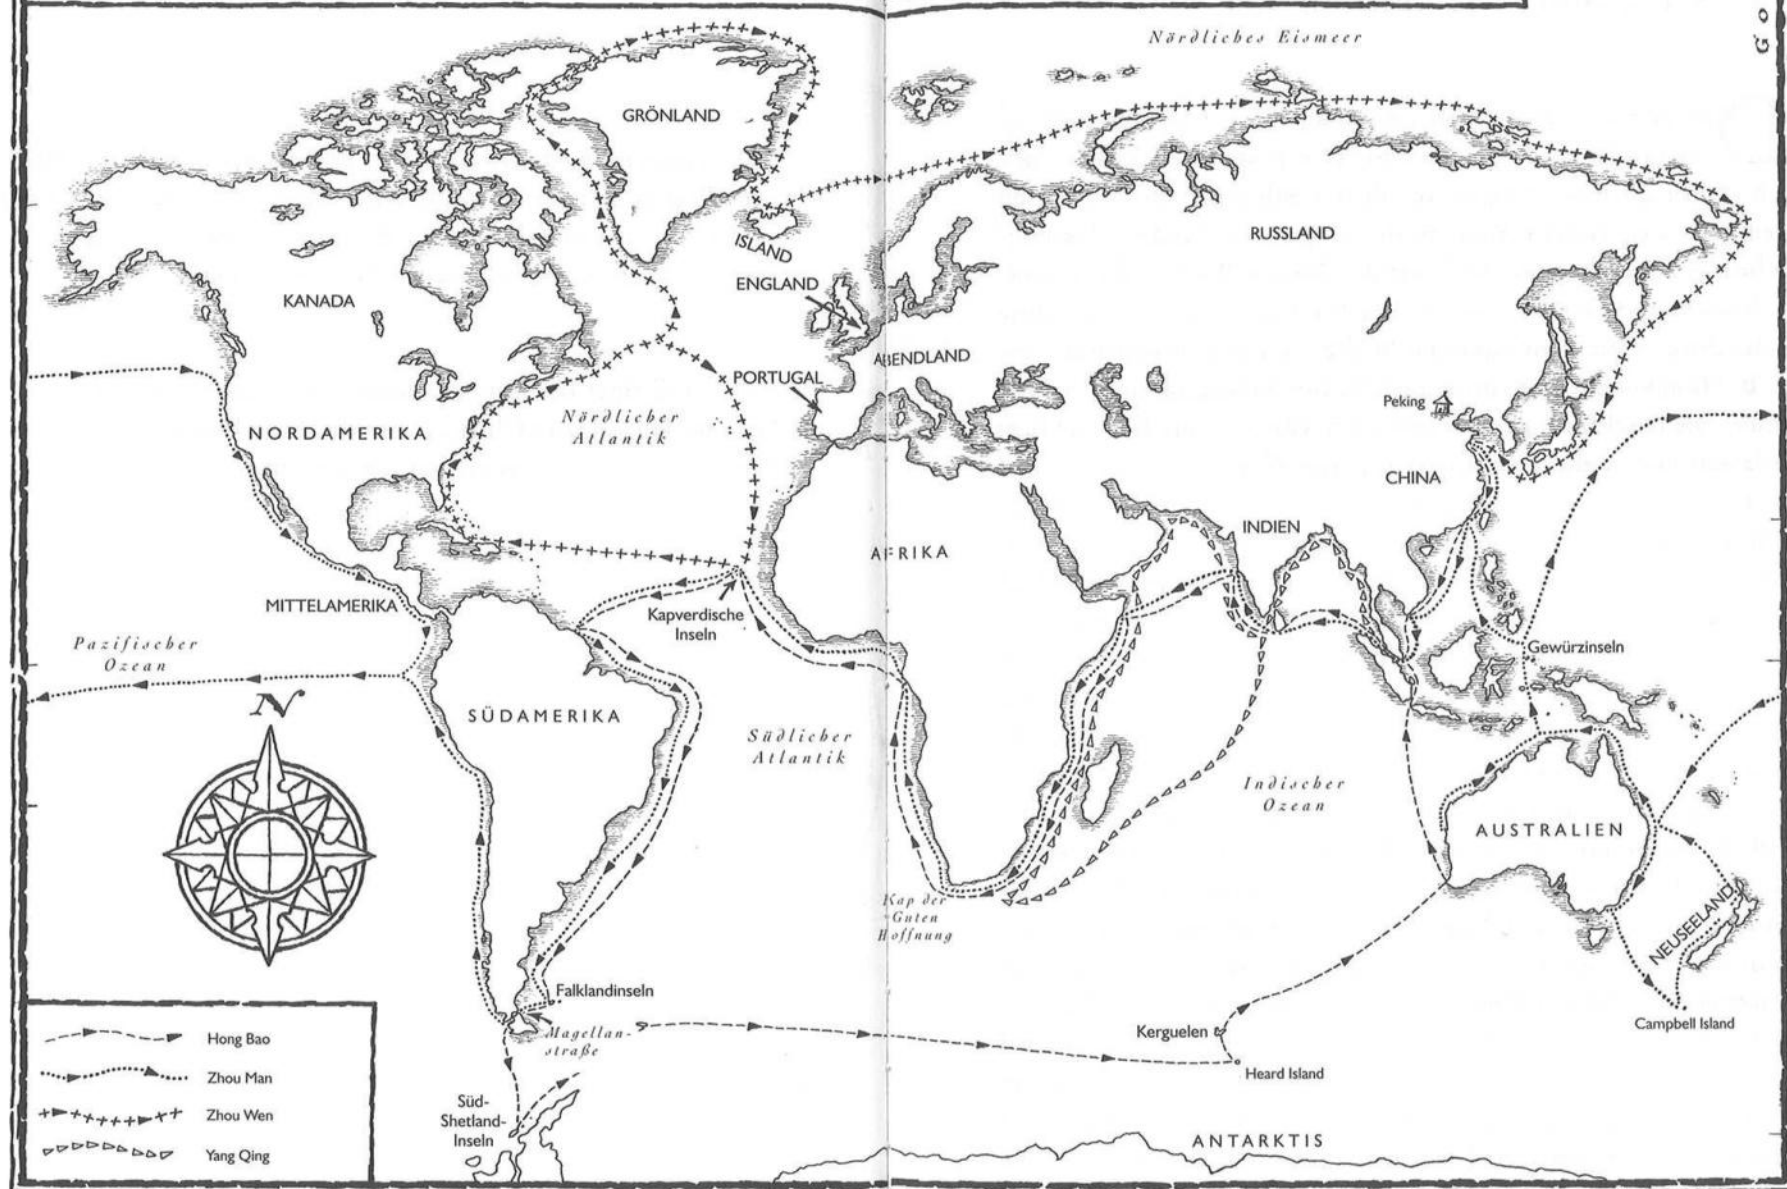 Nördliches Eismeer
GRÖNLAND
ISLAND
RUSSLAND
ENGLAND
KANADA
ABENDLAND
PORTUGAL
Peking
Nördlicher
Atlantik
NORDAMERIKA
CHINA
INDIEN
AFRIKA
MITTELAMERIKA
Kapverdische
Inseln
Pazifischer
Ozean
Gewürzinseln
N
SÜDAMERIKA
Südlicher
Atlantik
Indischer
Ozean
AUSTRALIEN
Kap der
Guten
Hoffnung
NEUSEELAND
Falklandinseln
Magellan-
straße
Kerguelen
Campbell Island
Heard Island
Süd-
Shetland-
Inseln
ANTARKTIS
Hong Bao
Zhou Man
Zhou Wen
Yang Qing